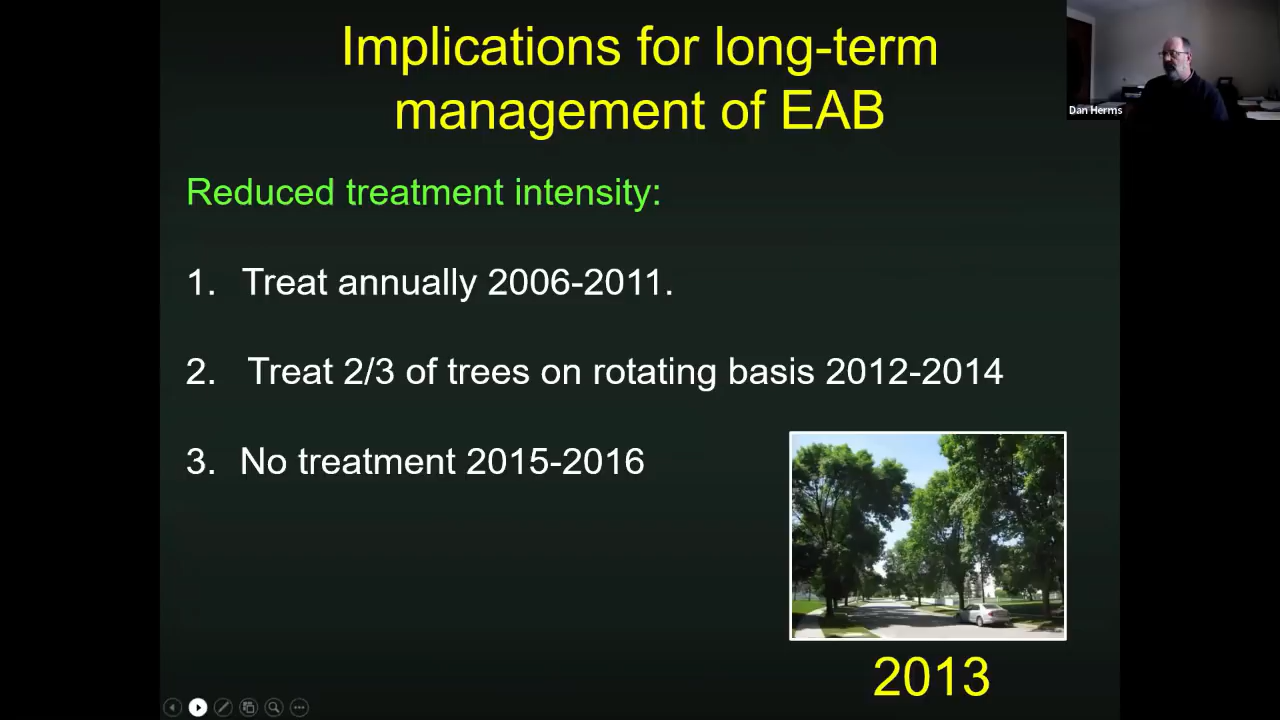 Implications for long-term
management of EAB
Dan Herms
Reduced treatment intensity:
1. Treat annually 2006-2011.
2. Treat 2/3 of trees on rotating basis 2012-2014
3. No treatment 2015-2016
2013